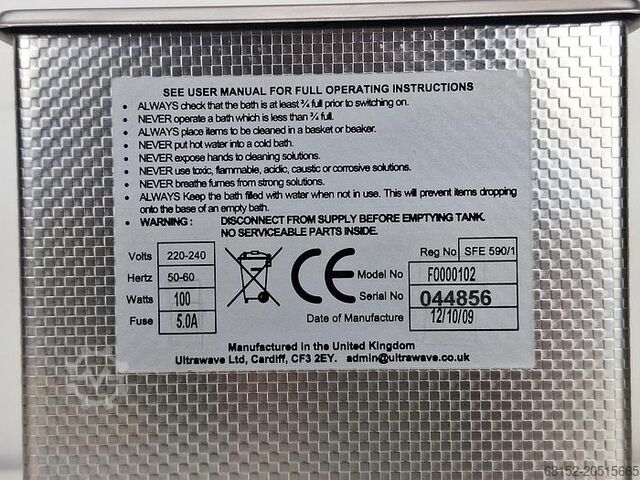 SEE USER MANUAL FOR FULL OPERATING INSTRUCTIONS
• ALWAYS check that the bath is at least ¾ full prior to switching on.
• NEVER operate a bath which is less than ¾ full.
• ALWAYS place items to be cleaned in a basket or beaker.
• NEVER put hot water into a cold bath.
• NEVER expose hands to cleaning solutions.
• NEVER use toxic, flammable, acidic, caustic or corrosive solutions.
• NEVER breathe fumes from strong solutions.
• ALWAYS Keep the bath filled with water when not in use. This will prevent items dropping
onto the base of an empty bath.
• WARNING : DISCONNECT FROM SUPPLY BEFORE EMPTYING TANK.
NO SERVICEABLE PARTS INSIDE.
Volts 220-240
Hertz 50-60
Watts 100
Fuse 5.0A
CE
Reg No SFE 590/1
Model No F0000102
Serial No 044856
Date of Manufacture 12/10/09
Manufactured in the United Kingdom
Ultrawave Ltd, Cardiff, CF3 2EY. admin@ultrawave.co.uk
68152-20515685